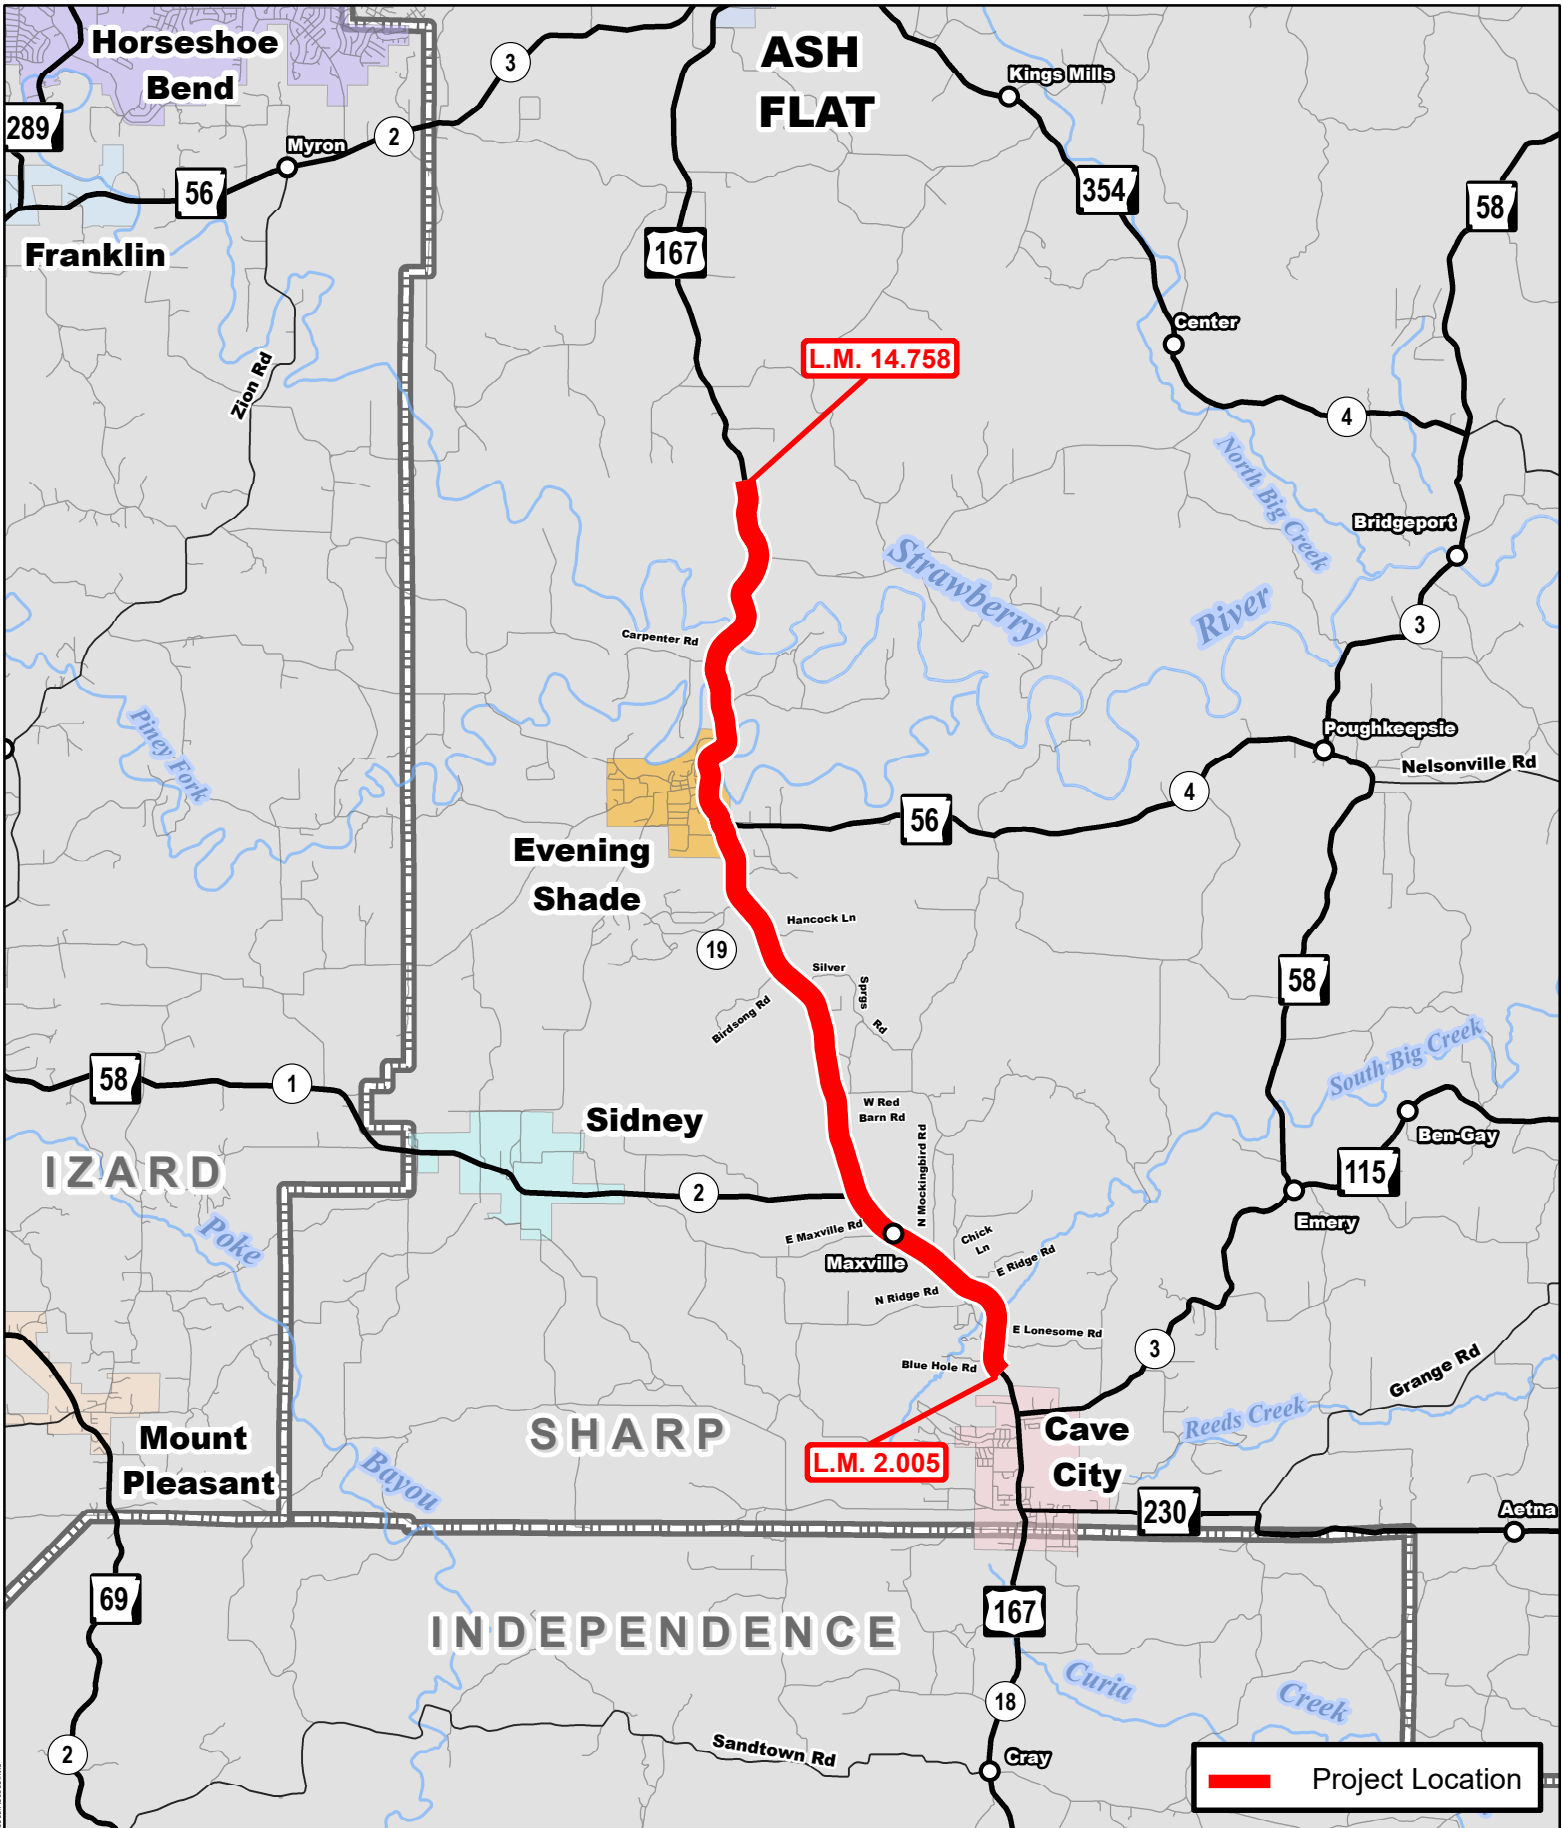 Horseshoe
Bend
3
ASH
FLAT
Kings Mills
289
2
Myron
56
354
58
Franklin
167
Center
L.M. 14.758
Zion Rd
4
North Big
Creek
Bridgeport
Strawberry
River
3
Carpenter Rd
Piney Fork
Poughkeepsie
Nelsonville Rd
4
56
Evening
Shade
Hancock Ln
19
Silver
Sprgs
Rd
Birdsong Rd
58
South Big Creek
58
1
W Red
Barn Rd
Sidney
Ben-Gay
N Mockingbird Rd
IZARD
115
2
Emery
Poke
E Maxville Rd
Chick
Ln
Maxville
E Ridge Rd
N Ridge Rd
E Lonesome Rd
3
Blue Hole Rd
Grange Rd
Reeds Creek
SHARP
Cave
City
Mount
Pleasant
L.M. 2.005
Bayou
230
Aetna
69
167
INDEPENDENCE
Curia
Creek
18
Sandtown Rd
2
Cray
Project Location